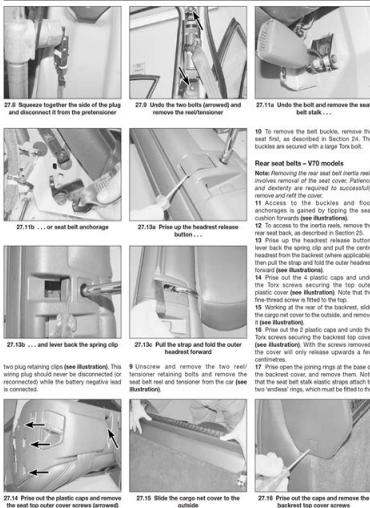 27.8 Squeeze together the side of the plug
and disconnect it from the pretensioner
27.9 Undo the two bolts (arrowed) and
remove the reel/tensioner
27.11a Undo the bolt and remove the seat
belt stalk . . .
27.11b . . . or seat belt anchorage
27.13a Prise up the headrest release
button . . .
10 To remove the belt buckle, remove the
seat first, as described in Section 24. The
buckles are secured with a large Torx bolt.
Rear seat belts – V70 models
Note: Removing the rear seat belt inertia reel
involves removal of the seat cover. Patience
and dexterity are required to successfully
remove and refit the cover.
11 Access to the buckles and floor
anchorages is gained by tipping the seat
cushion forwards (see illustrations).
12 To access to the inertia reels, remove the
rear seat back, as described in Section 25.
13 Prise up the headrest release button,
lever back the spring clip and pull the centre
headrest from the backrest (where applicable)
then pull the strap and fold the outer headrest
forward (see illustrations).
14 Prise out the 4 plastic caps and undo
the Torx screws securing the top outer
plastic cover (see illustration). Note that the
fine-thread screw is fitted to the top.
15 Working at the rear of the backrest, slide
the cargo net cover to the outside, and remove
it (see illustration).
16 Prise out the 2 plastic caps and undo the
Torx screws securing the backrest top cover
(see illustration). With the screws removed,
the cover will only release upwards a few
centimetres.
17 Prise open the joining rings at the base of
the backrest cover, and remove them. Note
that the seat belt slak elastic straps attach to
two 'endless' rings, which must be fitted to the
27.13b . . . and lever back the spring clip
27.13c Pull the strap and fold the outer
headrest forward
two plug retaining clips (see illustration). This
wiring plug should never be disconnected (or
reconnected) while the battery negative lead
is connected.
9 Unscrew and remove the two reel/
tensioner retaining bolts and remove the
seat belt reel and tensioner from the car (see
illustration).
27.14 Prise out the plastic caps and remove
the seat top outer cover screws (arrowed)
27.15 Slide the cargo net cover to the
outside
27.16 Prise out the caps and remove the
backrest top cover screws